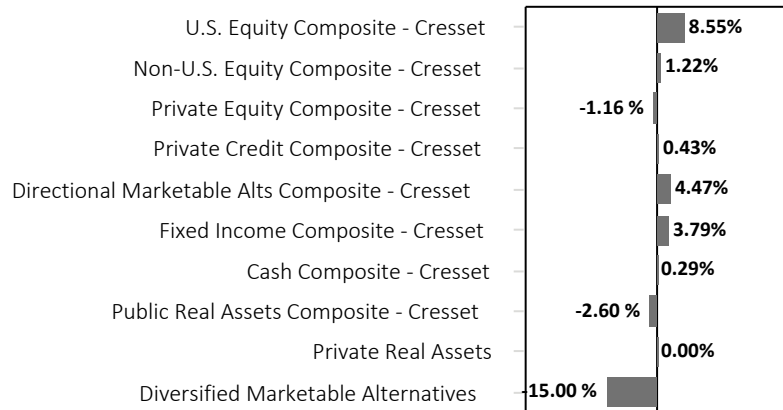 U.S. Equity Composite - Cresset 8.55%
Non-U.S. Equity Composite - Cresset 1.22%
Private Equity Composite - Cresset -1.16 %
Private Credit Composite - Cresset 0.43%
Directional Marketable Alts Composite - Cresset 4.47%
Fixed Income Composite - Cresset 3.79%
Cash Composite - Cresset 0.29%
Public Real Assets Composite - Cresset -2.60 %
Private Real Assets 0.00%
Diversified Marketable Alternatives -15.00 %